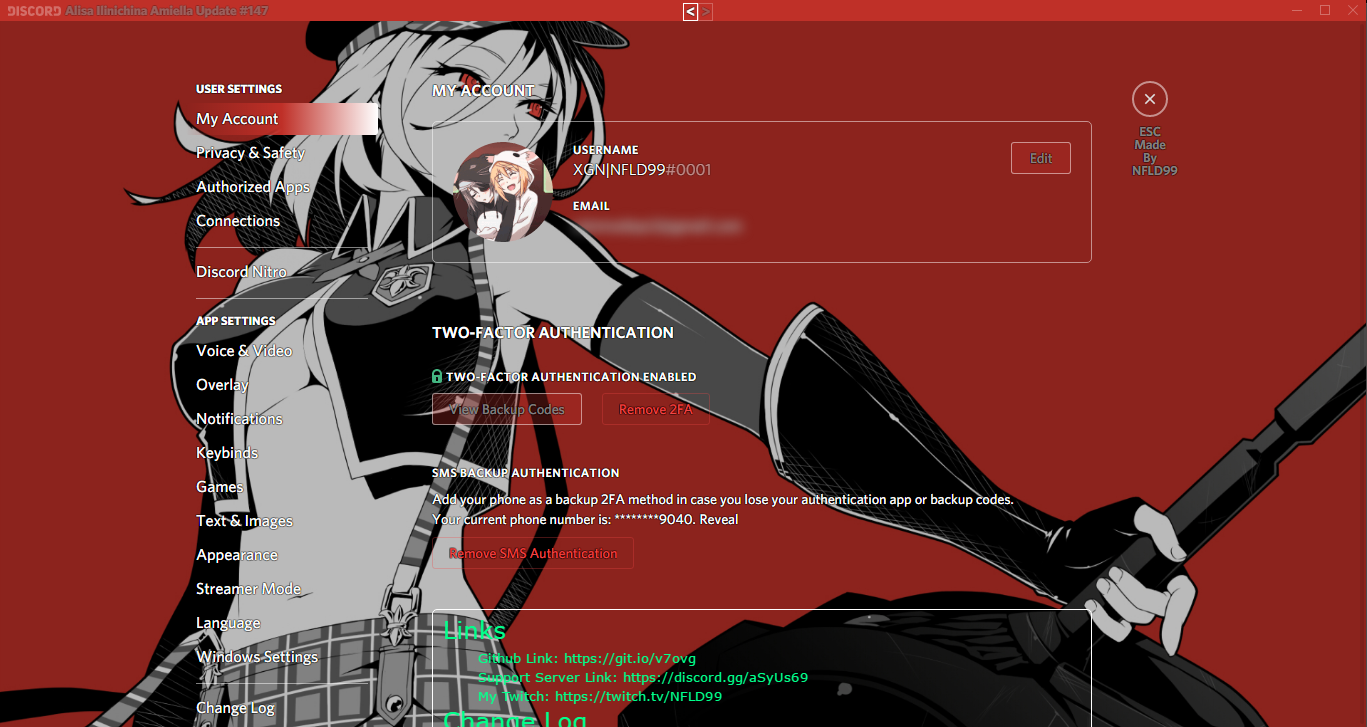 DISCORD Alisa Ilinichina Amiella Update #147
< >
USER SETTINGS
My Account
Privacy & Safety
Authorized Apps
Connections
Discord Nitro
APP SETTINGS
Voice & Video
Overlay
Notifications
Keybinds
Games
Text & Images
Appearance
Streamer Mode
Language
Windows Settings
Change Log
MY ACCOUNT
USERNAME
XGN|NFLD99#0001
Edit
EMAIL
TWO-FACTOR AUTHENTICATION
TWO-FACTOR AUTHENTICATION ENABLED
View Backup Codes
Remove 2FA
SMS BACKUP AUTHENTICATION
Add your phone as a backup 2FA method in case you lose your authentication app or backup codes.
Your current phone number is: ********9040. Reveal
Remove SMS Authentication
Links
Github Link: https://git.io/v7ovg
Support Server Link: https://discord.gg/aSyUs69
My Twitch: https://twitch.tv/NFLD99
Change Log
ESC
Made
By
NFLD99